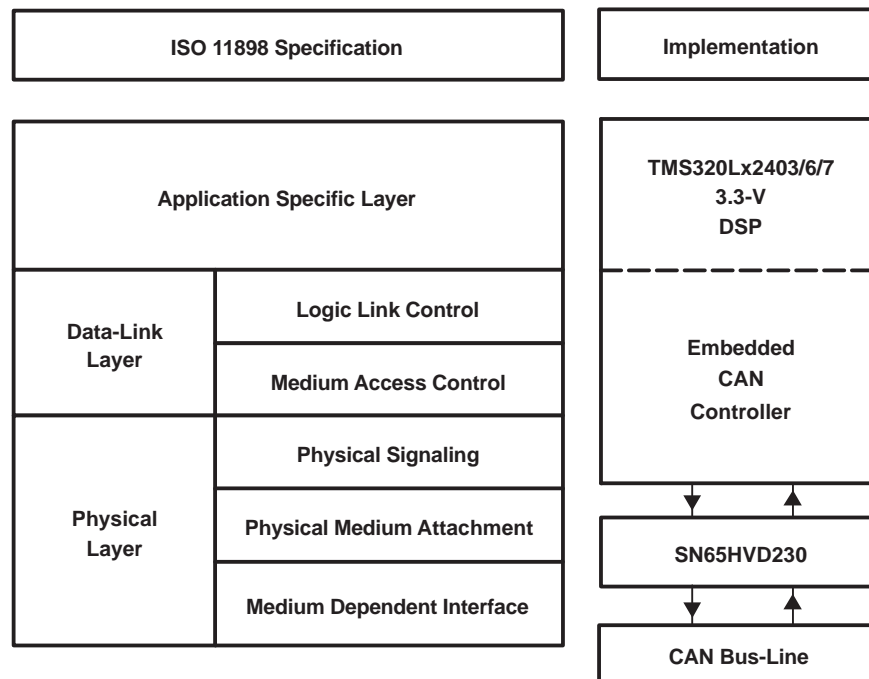 ISO 11898 Specification
Implementation
Application Specific Layer
TMS320Lx2403/6/7
3.3-V
DSP
Data-Link
Layer
Logic Link Control
Medium Access Control
Embedded
CAN
Controller
Physical
Layer
Physical Signaling
Physical Medium Attachment
Medium Dependent Interface
SN65HVD230
CAN Bus-Line